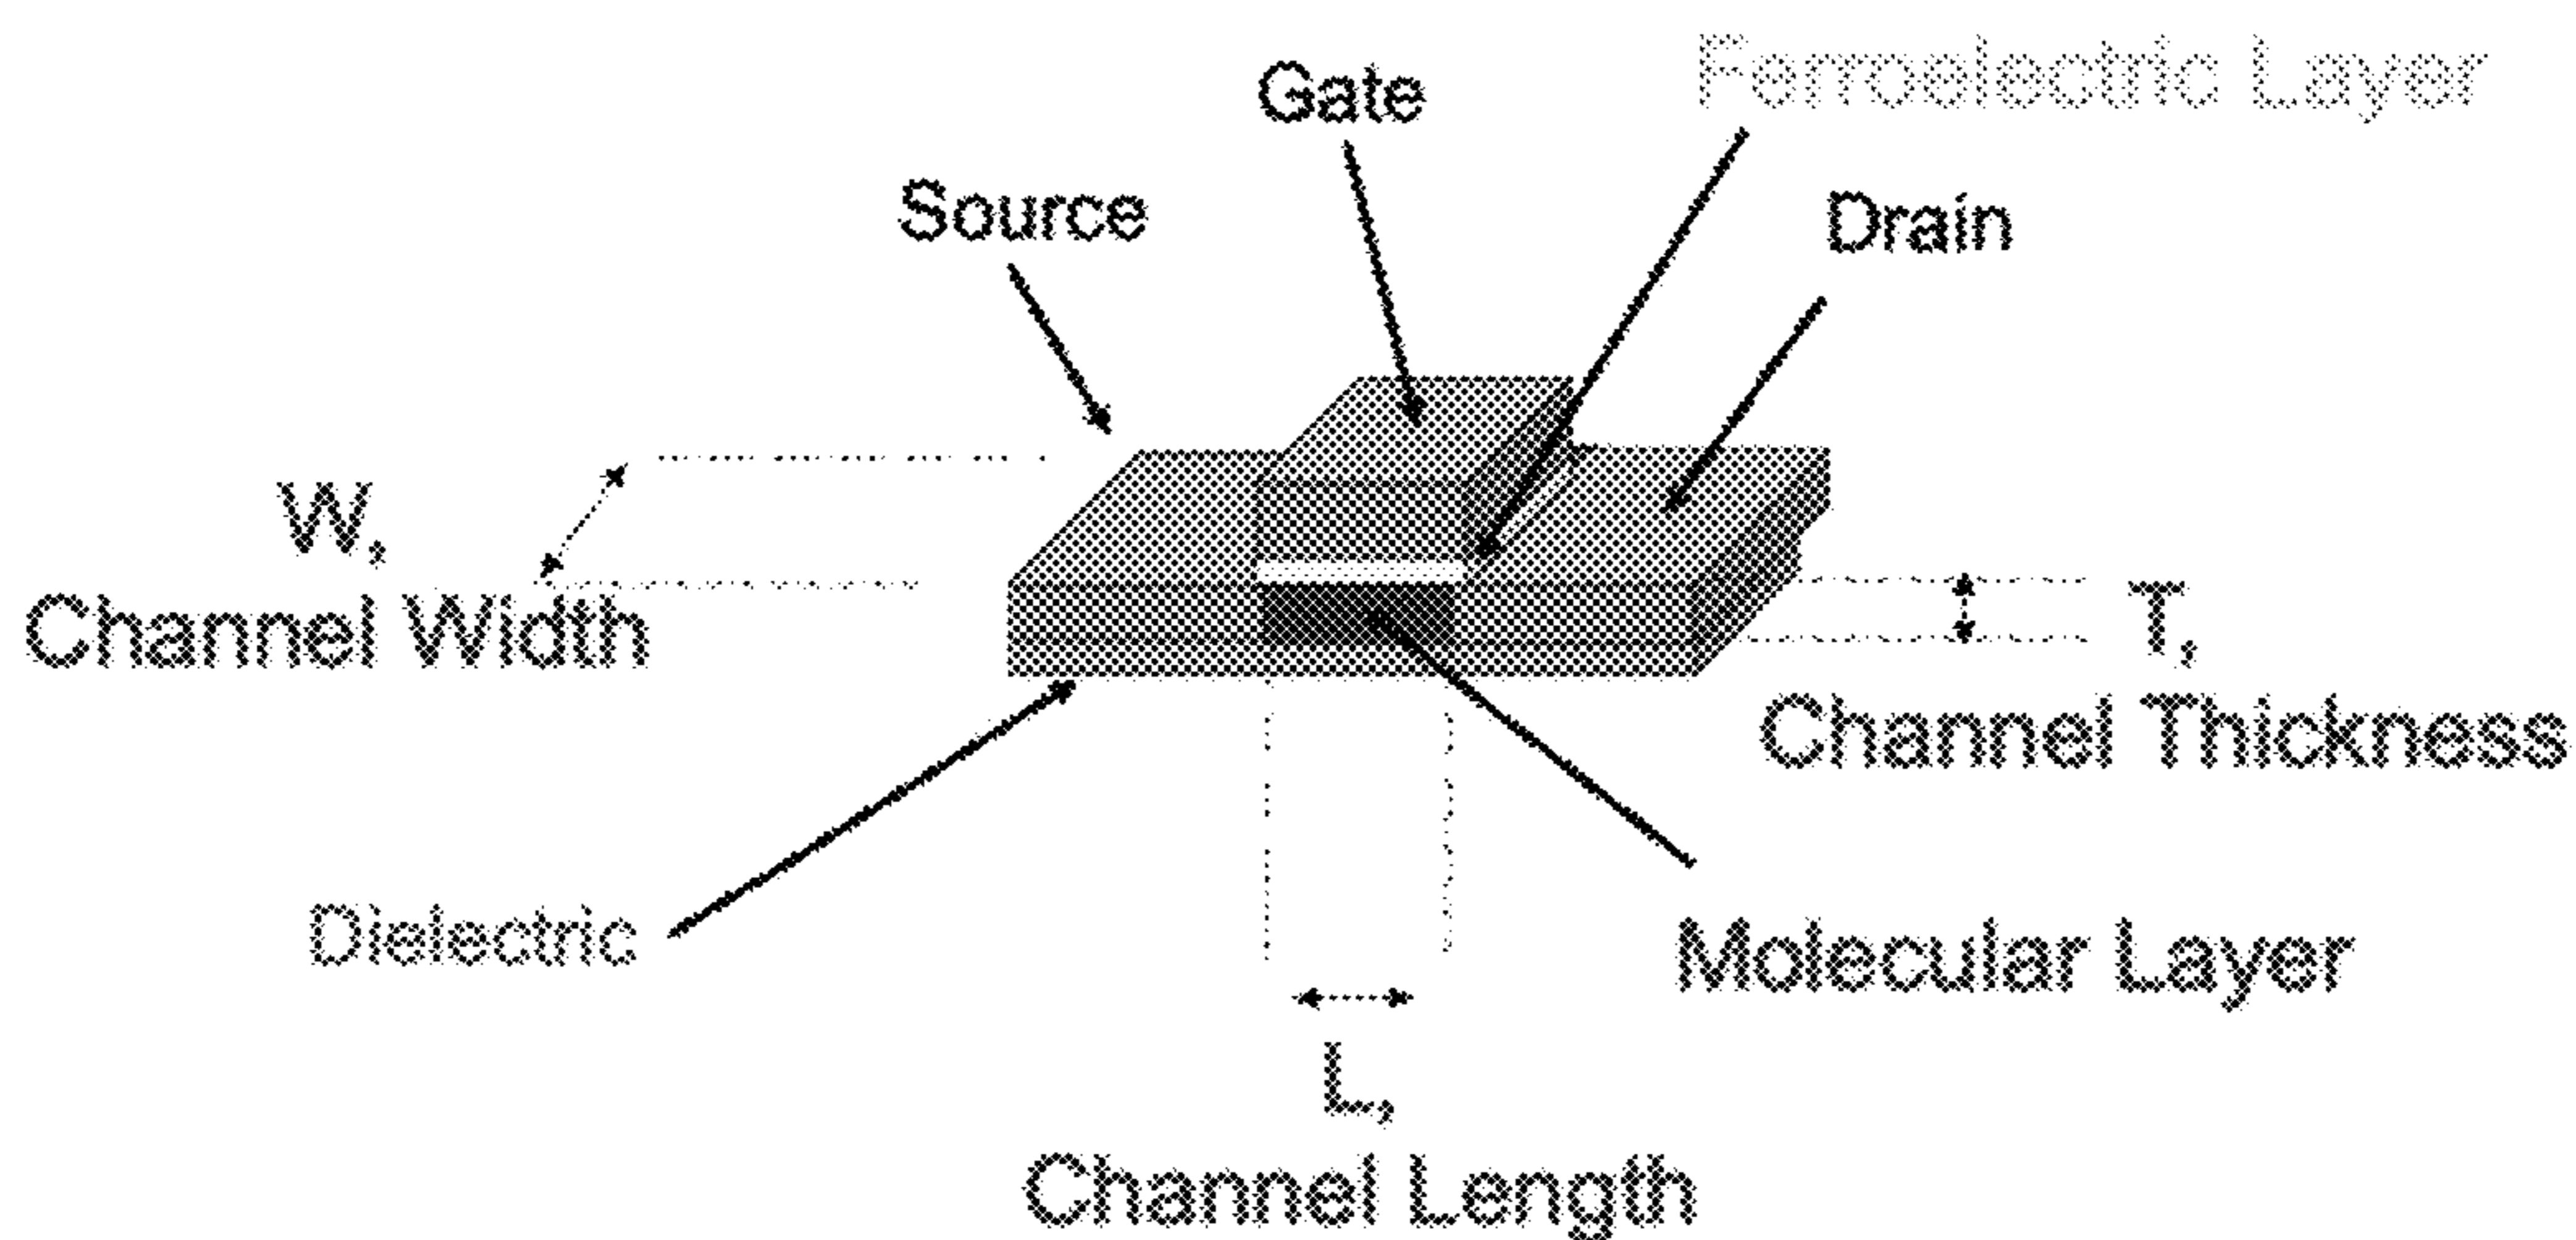 Ferroelectric Layer
Gate
Source
Drain
W,
Channel Width
T,
Channel Thickness
Dielectric
Molecular Layer
L,
Channel Length